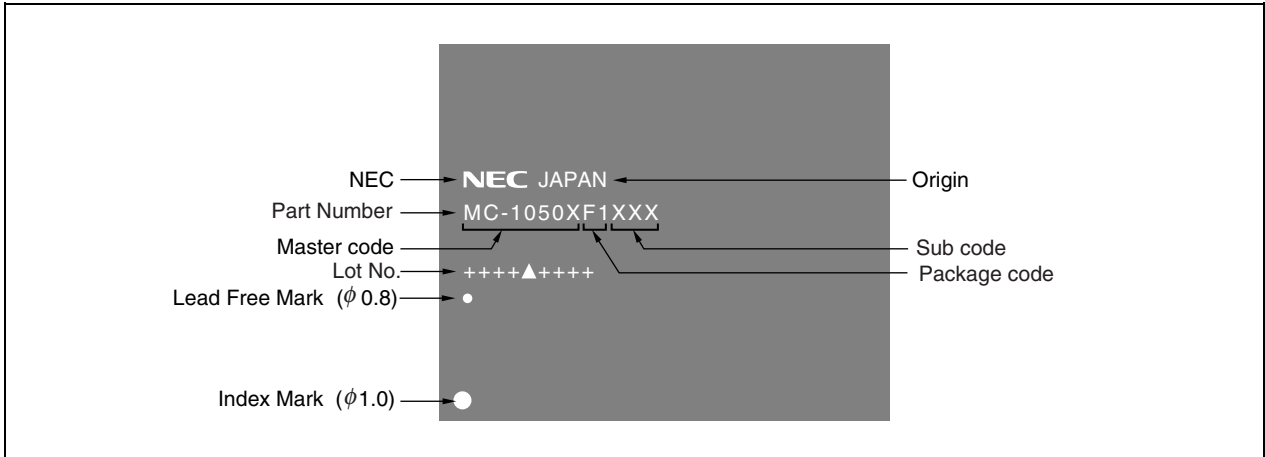 NEC
NEC JAPAN
Origin
Part Number
MC-1050XF1XXX
Master code
Sub code
Lot No.
++++▲++++
Package code
Lead Free Mark (φ 0.8)
Index Mark (φ1.0)